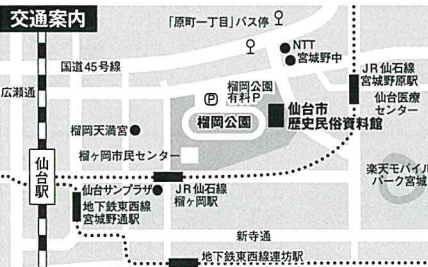 交通案内
「原町一丁目」バス停
NTT
宮城野中
国道45号線
JR仙石線
宮城野原駅
広瀬通
榴岡公園
有料P
仙台医療
センター
仙台市
歴史民俗資料館
榴岡公園
榴岡天満宮
榴ヶ岡市民センター
仙台駅
仙台サンプラザ
JR仙石線
榴ヶ岡駅
楽天モバイル
パーク宮城
地下鉄東西線
宮城野通駅
新寺通
地下鉄東西線連坊駅